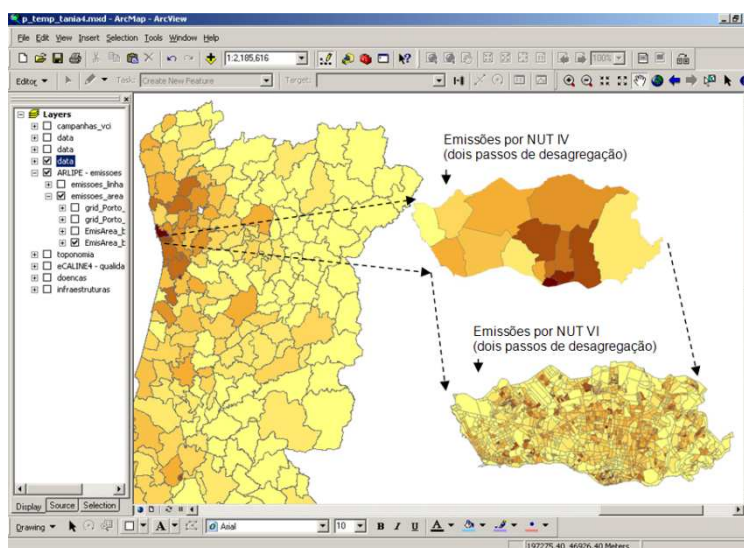 p_temp_tania4.mxd - ArcMap - ArcView
File Edit View Insert Selection Tools Window Help
1:2,185,616
100%
Editor Task: Create New Feature Target:
Layers
campanhas_vci
data
data
data
ARLIPE - emissoes
emissoes_linha
emissoes_area
grid_Porto_
grid_Porto_
EmisArea_b
EmisArea_b
toponomia
eCALINE4 - qualida
doencas
infraestruturas
Emissões por NUT IV
(dois passos de desagregação)
Emissões por NUT VI
(dois passos de desagregação)
Display Source Selection
Drawing A Arial 10 B I U A
197275.40 46926.40 Meters